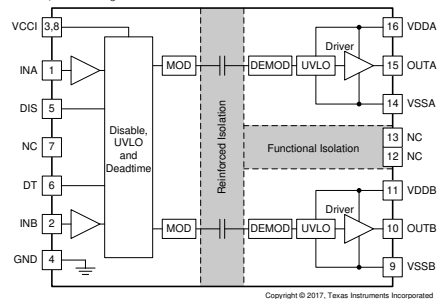 VCCI 3,8
16 VDDA
Driver
MOD
DEMOD UVLO
INA 1
15 OUTA
DIS 5
14 VSSA
Disable,
UVLO
and
Deadtime
Reinforced Isolation
Functional Isolation
13 NC
12 NC
NC 7
DT 6
11 VDDB
Driver
INB 2
MOD
DEMOD UVLO
10 OUTB
GND 4
9 VSSB
Copyright © 2017, Texas Instruments Incorporated